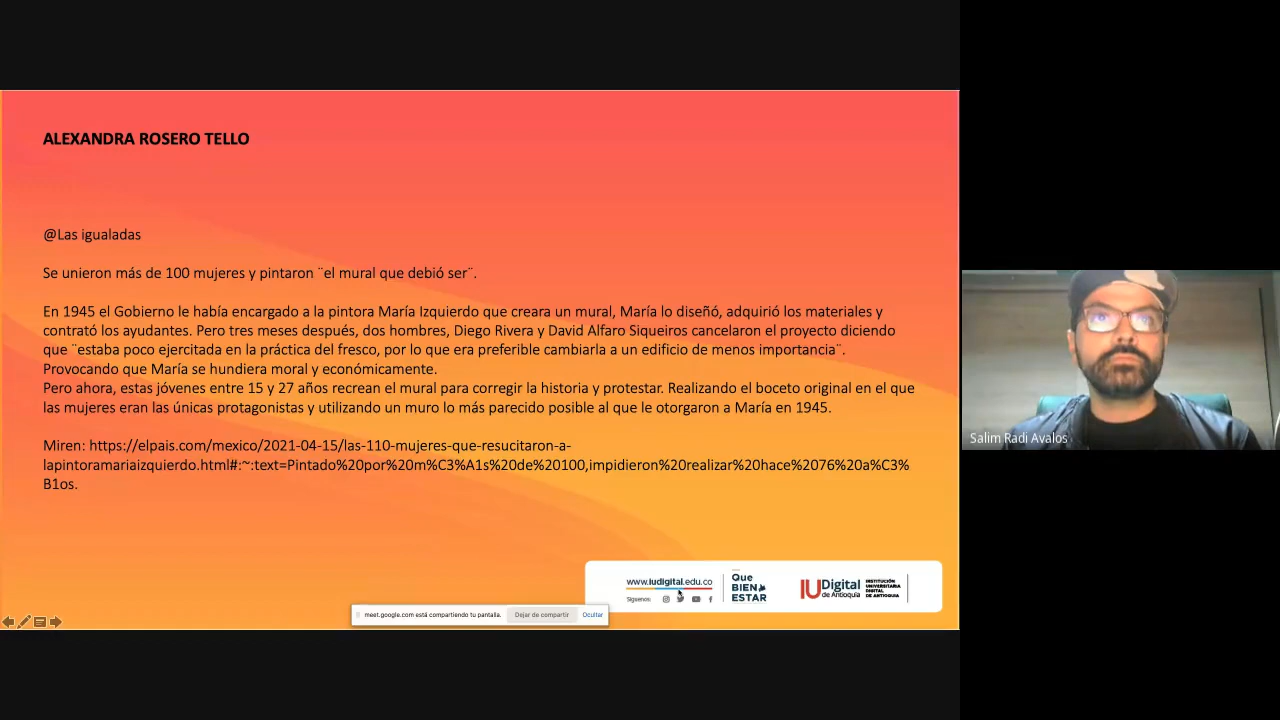 ALEXANDRA ROSERO TELLO
@Las igualadas
Se unieron más de 100 mujeres y pintaron ¨el mural que debió ser¨.
En 1945 el Gobierno le había encargado a la pintora María Izquierdo que creara un mural, María lo diseñó, adquirió los materiales y
contrató los ayudantes. Pero tres meses después, dos hombres, Diego Rivera y David Alfaro Siqueiros cancelaron el proyecto diciendo
que ¨estaba poco ejercitada en la práctica del fresco, por lo que era preferible cambiarla a un edificio de menos importancia¨.
Provocando que María se hundiera moral y económicamente.
Pero ahora, estas jóvenes entre 15 y 27 años recrean el mural para corregir la historia y protestar. Realizando el boceto original en el que
las mujeres eran las únicas protagonistas y utilizando un muro lo más parecido posible al que le otorgaron a María en 1945.
Miren: https://elpais.com/mexico/2021-04-15/las-110-mujeres-que-resucitaron-a-
lapintoramariaizquierdo.html#:~:text=Pintado%20por%20m%C3%A1s%20de%20100,impidieron%20realizar%20hace%2076%20a%C3%
B1os.
www.iudigital.edu.co
Síguenos:
Que
BIEN
ESTAR
IUDigital
de Antioquia
INSTITUCIÓN
UNIVERSITARIA
DIGITAL
DE ANTIOQUIA
meet.google.com está compartiendo tu pantalla.
Dejar de compartir
Ocultar
Salim Radi Avalos